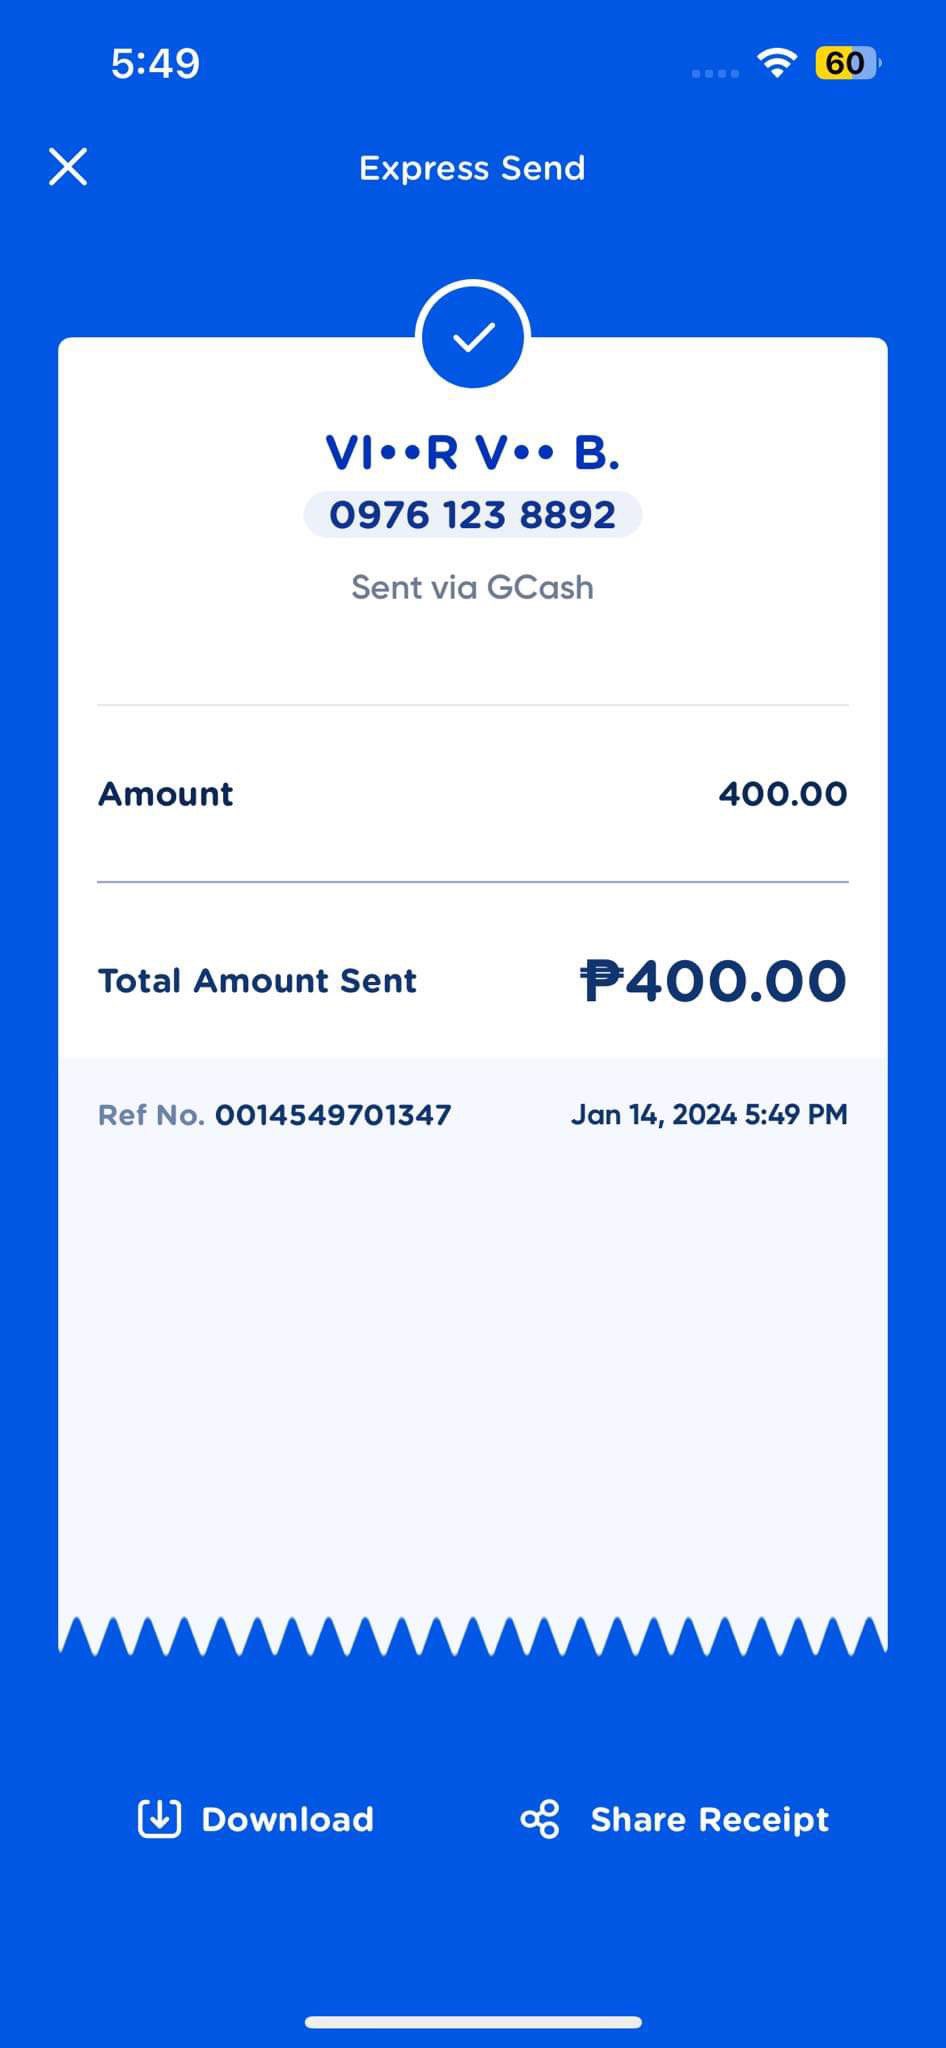 5:49
60
Express Send
VI••R V•• B.
0976 123 8892
Sent via GCash
Amount 400.00
Total Amount Sent ₱400.00
Ref No. 0014549701347 Jan 14, 2024 5:49 PM
Download Share Receipt